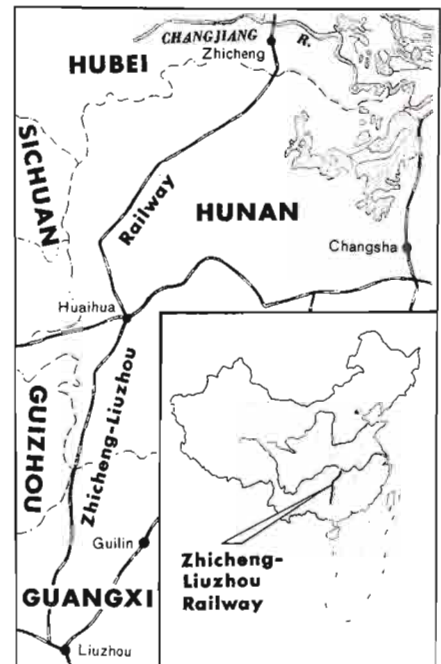 CHANGJIANG R.
Zhicheng
HUBEI
SICHUAN
Railway
HUNAN
Changsha
Huaihua
GUIZHOU
Zhicheng-Liuzhou
Guilin
GUANGXI
Liuzhou
Zhicheng-
Liuzhou
Railway